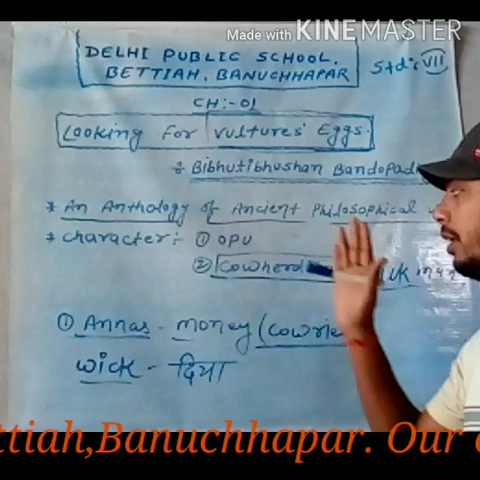 Made with KINEMASTER
DELHI PUBLIC SCHOOL,
BETTIAH, BANUCHHAPAR
Std: VII
CH:-01
Looking For Vultures' Eggs.
: Bibhutibhushan Bandopad
* An Anthology of Ancient Philosophical
* Character:- ① OPU
② Cowherd
① Annas - money (cowrie
wick - दिया
ttiah,Banuchhapar. Our